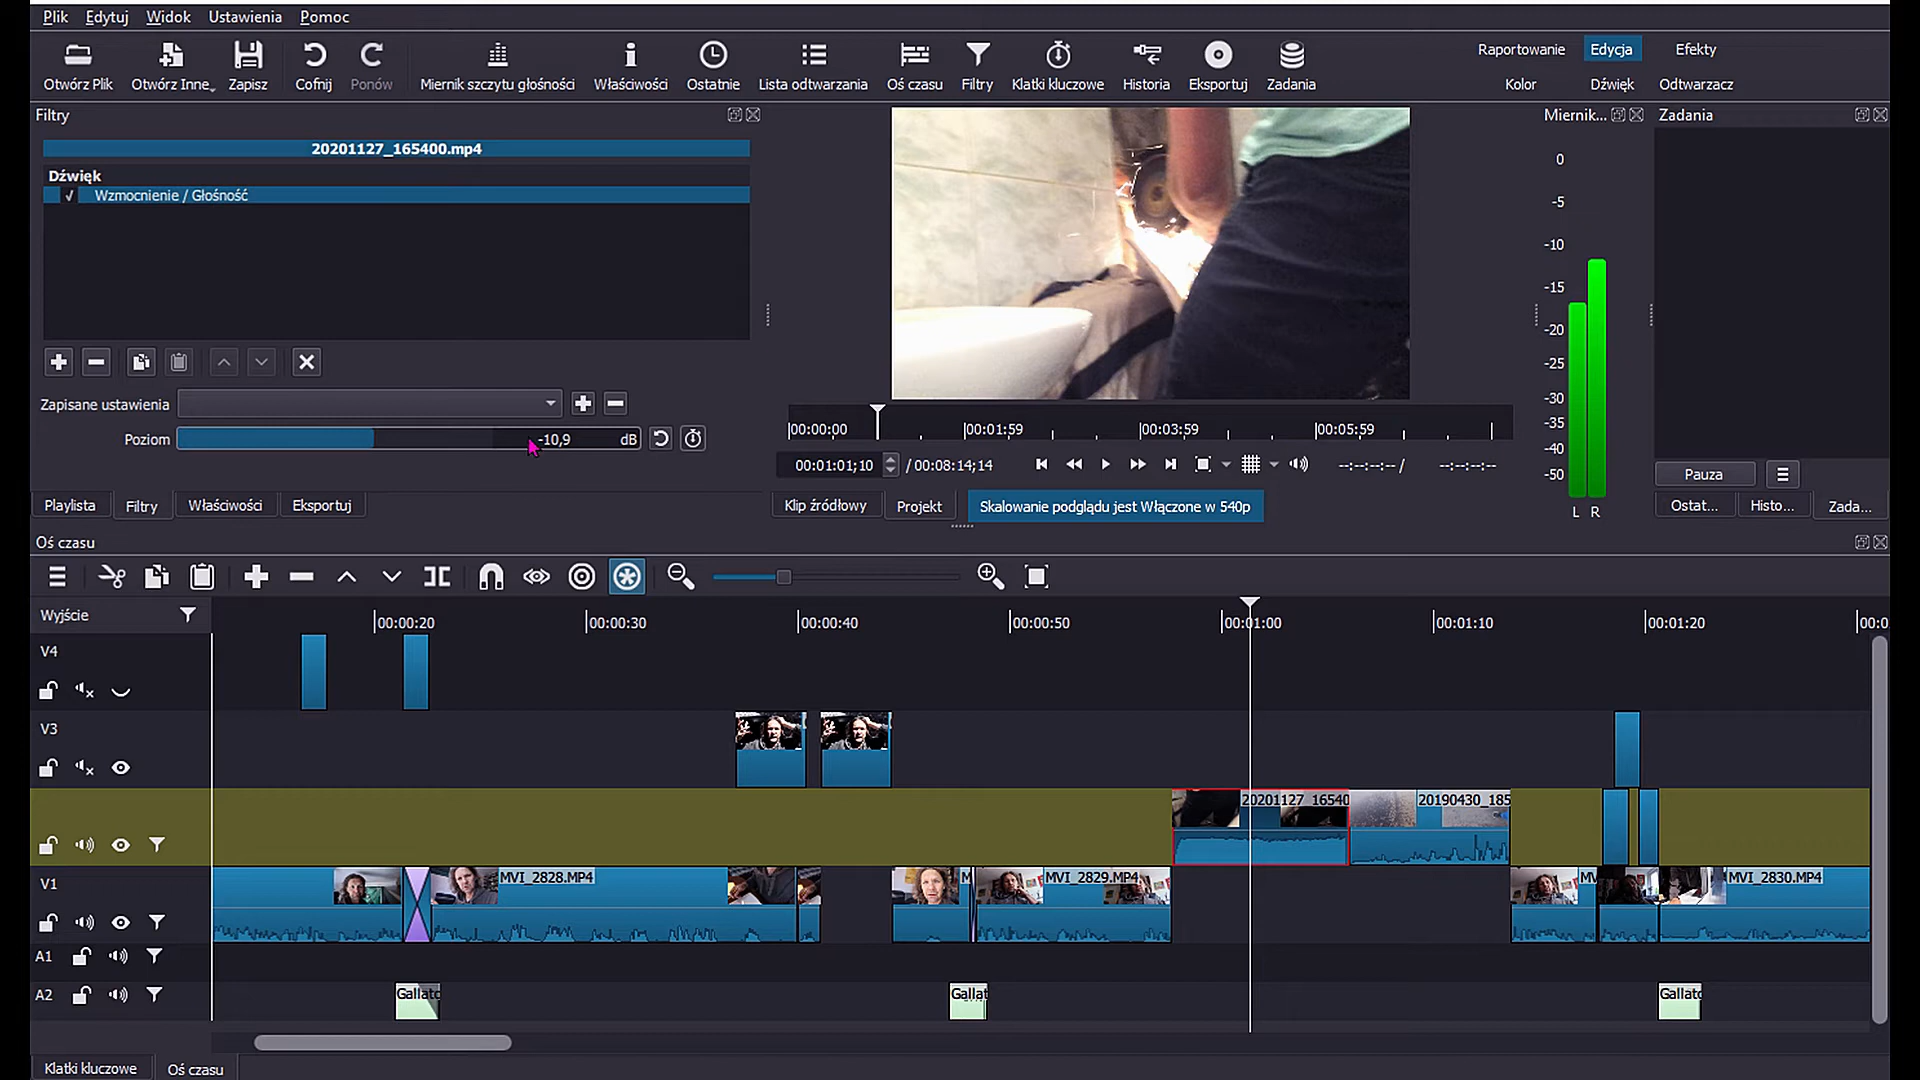 Plik Edytuj Widok Ustawienia Pomoc
Otwórz Plik Otwórz Inne Zapisz Cofnij Ponów Miernik szczytu głośności Właściwości Ostatnie Lista odtwarzania Oś czasu Filtry Klatki kluczowe Historia Eksportuj Zadania
Raportowanie Edycja Efekty
Kolor Dźwięk Odtwarzacz
Filtry
20201127_165400.mp4
Dźwięk
Wzmocnienie / Głośność
Zapisane ustawienia
Poziom -10,9 dB
Playlista Filtry Właściwości Eksportuj
00:00:00 00:01:59 00:03:59 00:05:59
00:01:01;10 / 00:08:14;14 --:--:--/ --:--:--
Klip źródłowy Projekt Skalowanie podglądu jest Włączone w 540p
Miernik...
0
-5
-10
-15
-20
-25
-30
-35
-40
-50
L R
Zadania
Pauza
Ostat... Histo... Zada...
Oś czasu
Wyjście
00:00:20 00:00:30 00:00:40 00:00:50 00:01:00 00:01:10 00:01:20 00:0
V4
V3
20201127_16540 20190430_185
V1
MVI_2828.MP4 M MVI_2829.MP4 MV MVI_2830.MP4
A1
A2
Gallato Gallat Gallato
Klatki kluczowe Oś czasu